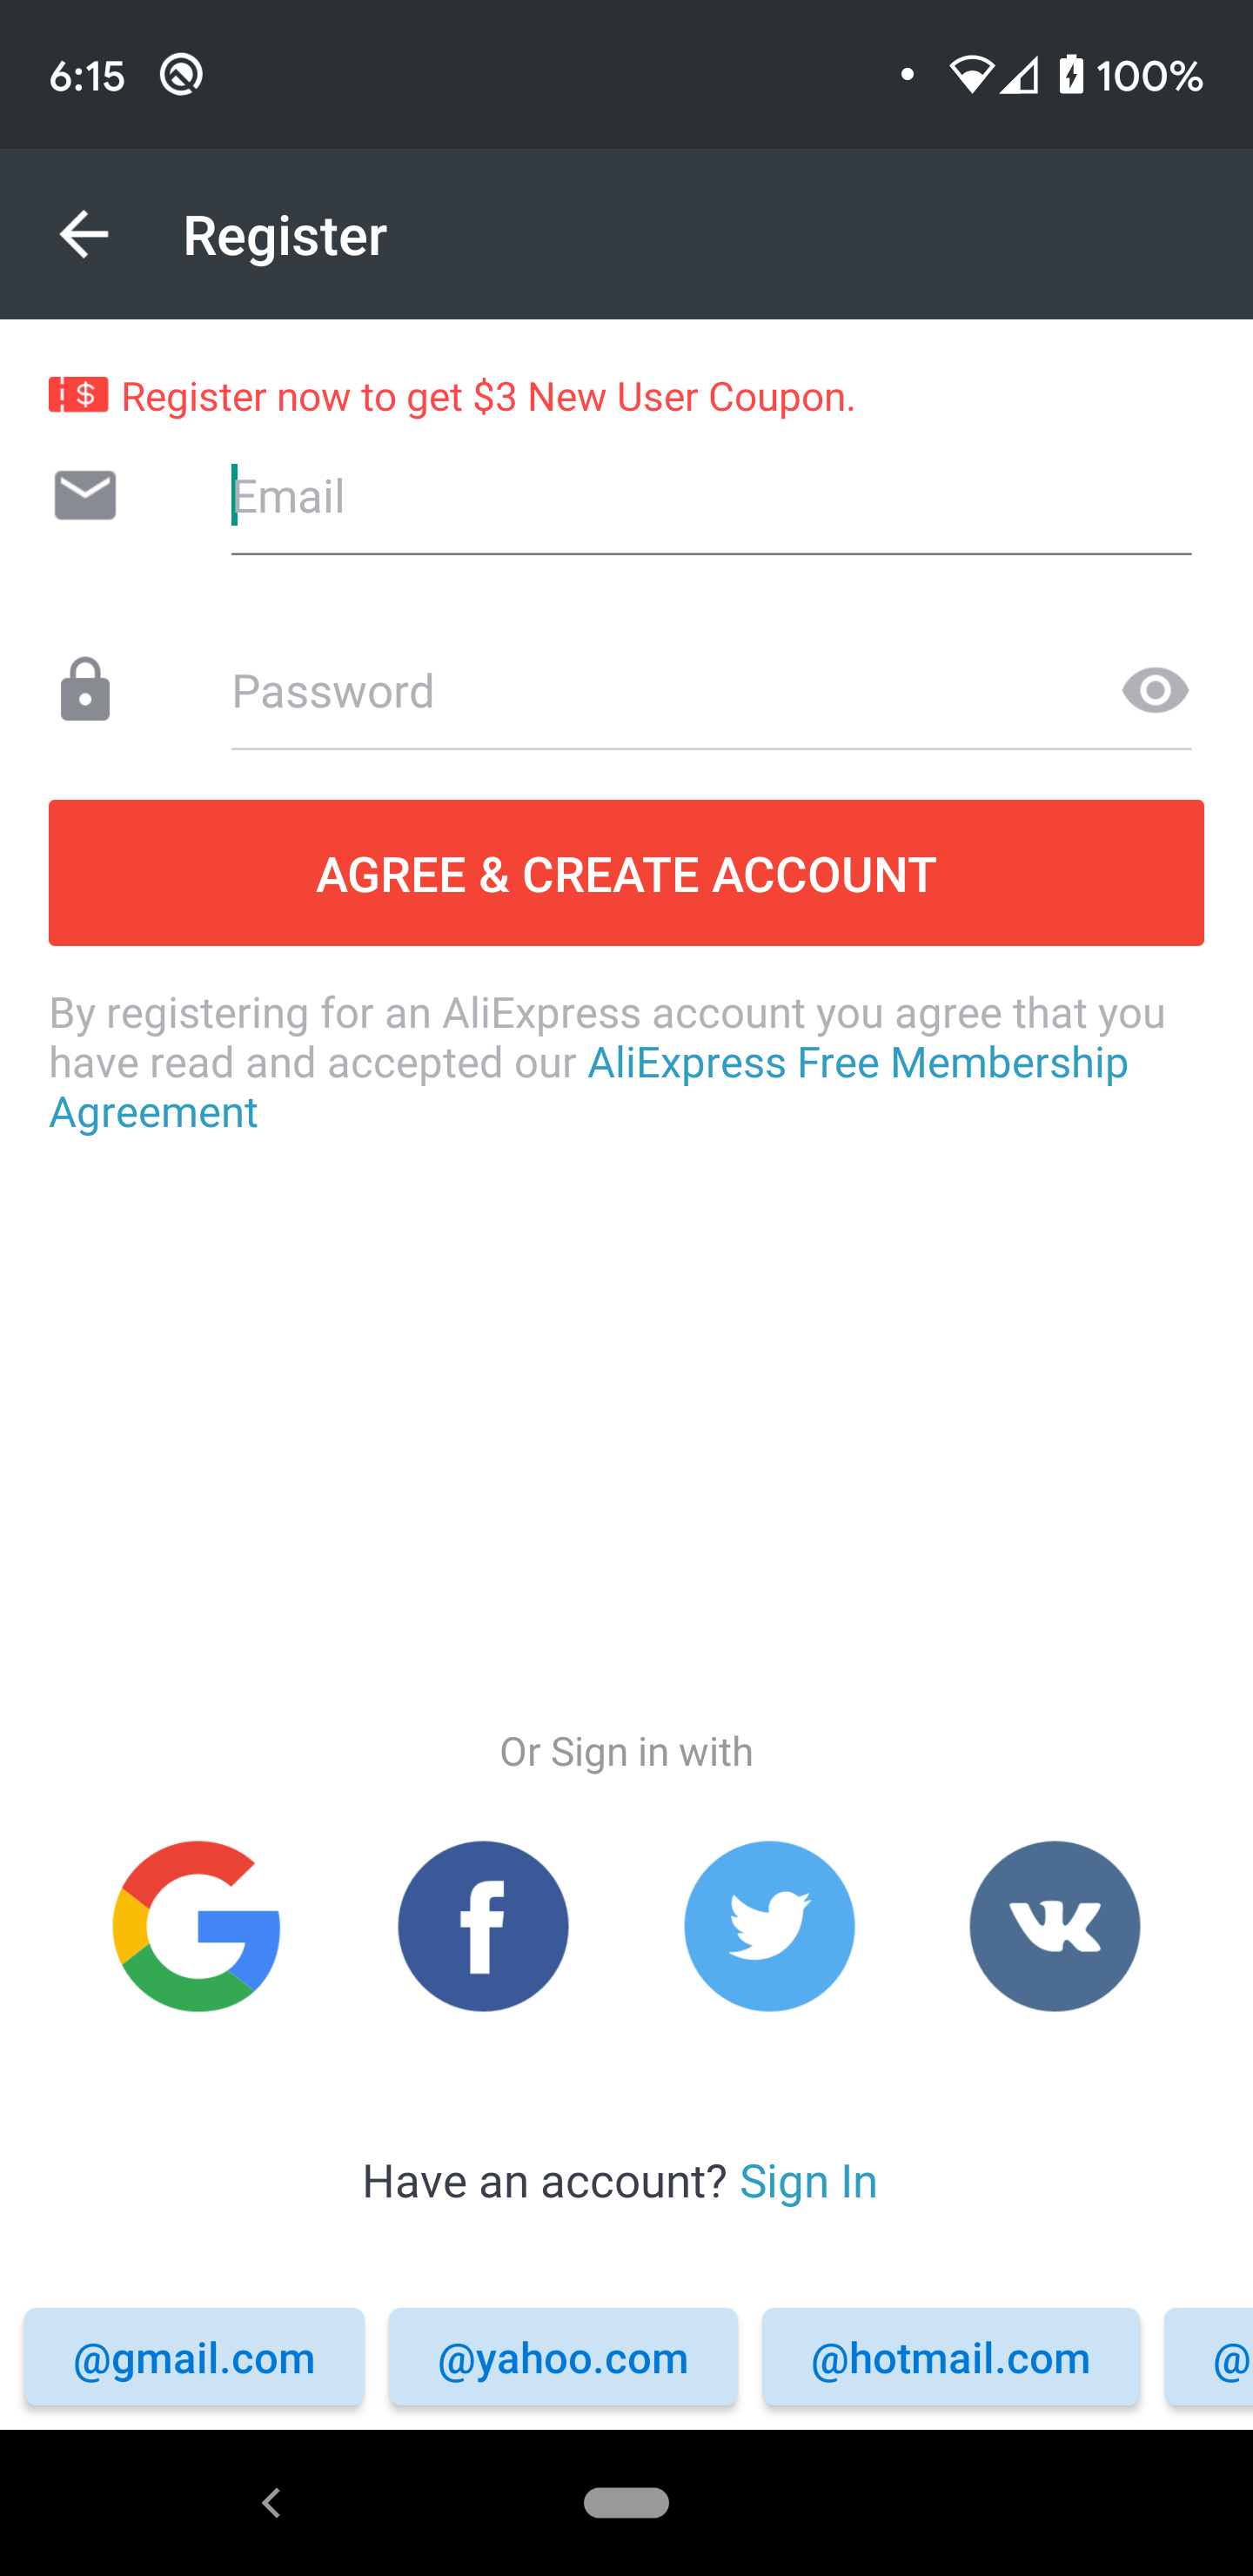 6:15
100%
Register
$ Register now to get $3 New User Coupon.
Email
Password
AGREE & CREATE ACCOUNT
By registering for an AliExpress account you agree that you
have read and accepted our AliExpress Free Membership
Agreement
Or Sign in with
Have an account? Sign In
@gmail.com
@yahoo.com
@hotmail.com
@